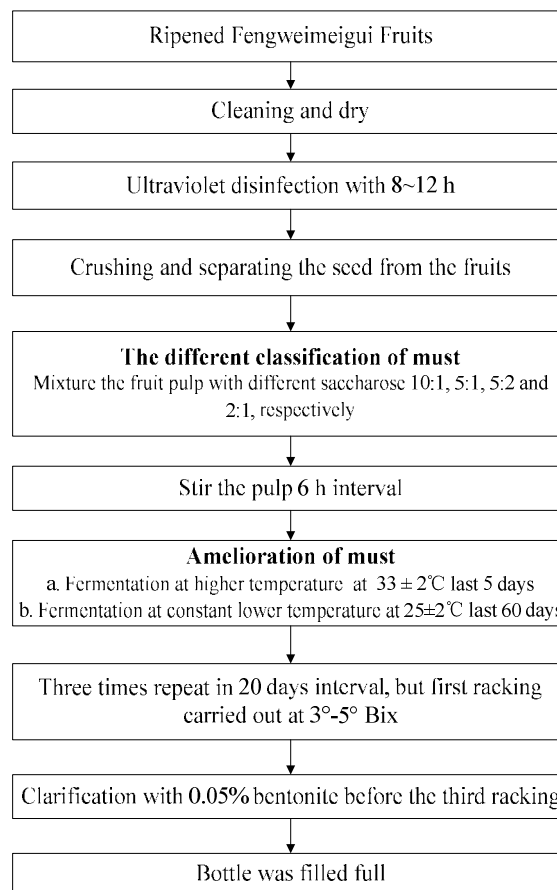 Ripened Fengweimeigui Fruits
Cleaning and dry
Ultraviolet disinfection with 8~12 h
Crushing and separating the seed from the fruits
The different classification of must
Mixture the fruit pulp with different saccharose 10:1, 5:1, 5:2 and
2:1, respectively
Stir the pulp 6 h interval
Amelioration of must
a. Fermentation at higher temperature at 33 ± 2℃ last 5 days
b. Fermentation at constant lower temperature at 25±2℃ last 60 days
Three times repeat in 20 days interval, but first racking
carried out at 3°-5° Bix
Clarification with 0.05% bentonite before the third racking
Bottle was filled full